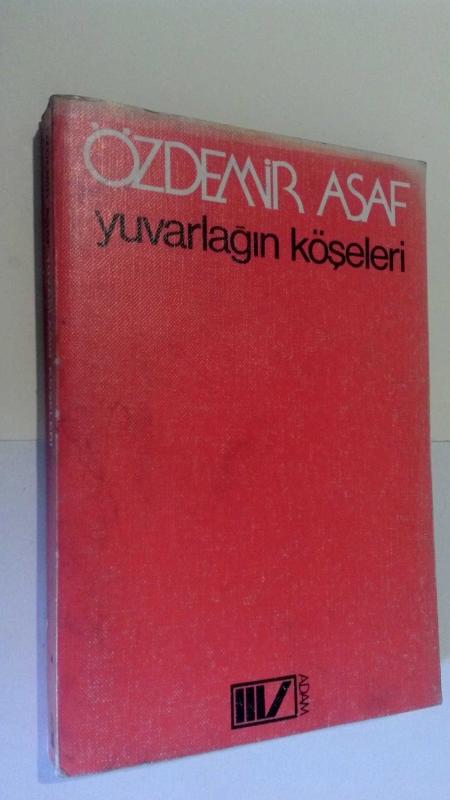 ÖZDEMİR ASAF
yuvarlağın köşeleri
ADAM